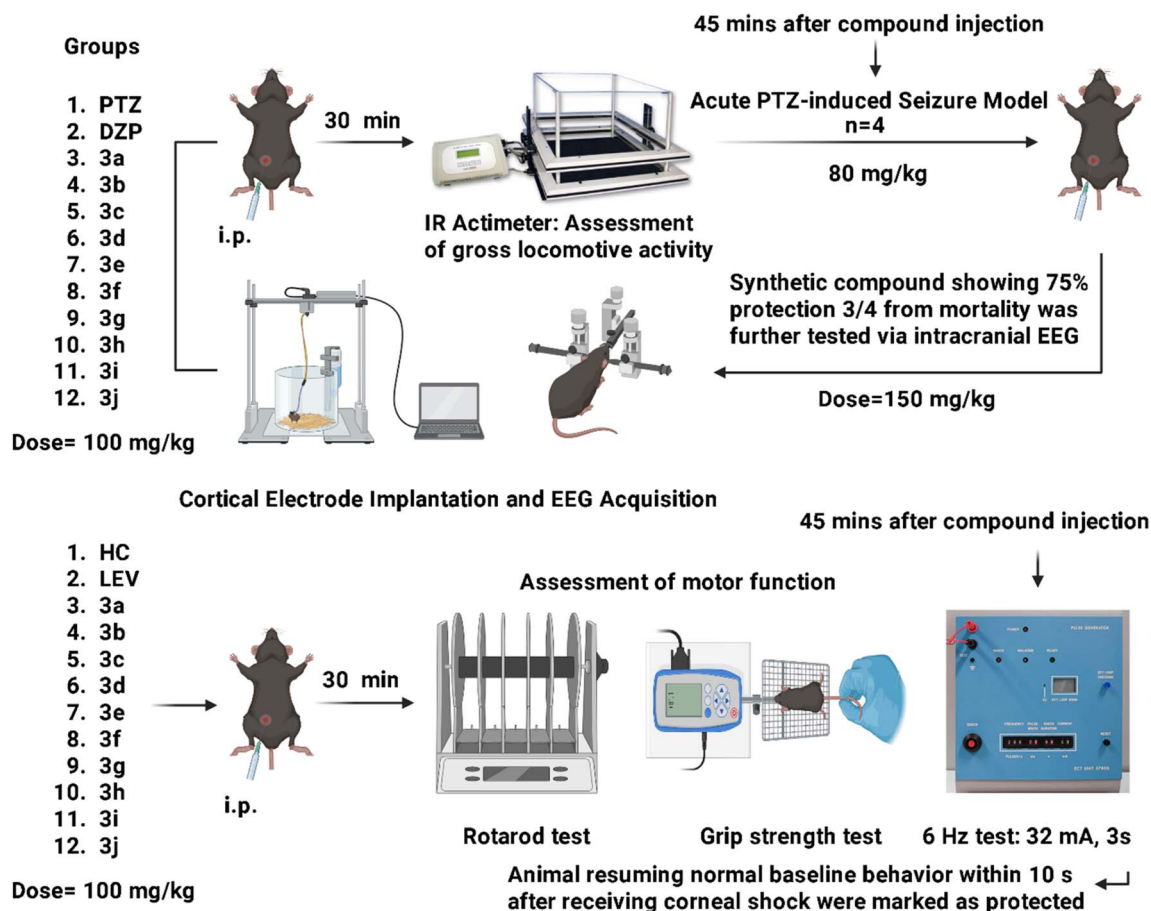 Groups
1. PTZ
2. DZP
3. 3a
4. 3b
5. 3c
6. 3d
7. 3e
8. 3f
9. 3g
10. 3h
11. 3i
12. 3j
Dose= 100 mg/kg
i.p.
30 min
IR Actimeter: Assessment
of gross locomotive activity
45 mins after compound injection
Acute PTZ-induced Seizure Model
n=4
80 mg/kg
Synthetic compound showing 75%
protection 3/4 from mortality was
further tested via intracranial EEG
Dose=150 mg/kg
Cortical Electrode Implantation and EEG Acquisition
1. HC
2. LEV
3. 3a
4. 3b
5. 3c
6. 3d
7. 3e
8. 3f
9. 3g
10. 3h
11. 3i
12. 3j
Dose= 100 mg/kg
i.p.
30 min
Assessment of motor function
Rotarod test
Grip strength test
45 mins after compound injection
PULSE GENERATOR
POWER
READY
RESET
ECT UNIT 57800
6 Hz test: 32 mA, 3s
Animal resuming normal baseline behavior within 10 s
after receiving corneal shock were marked as protected